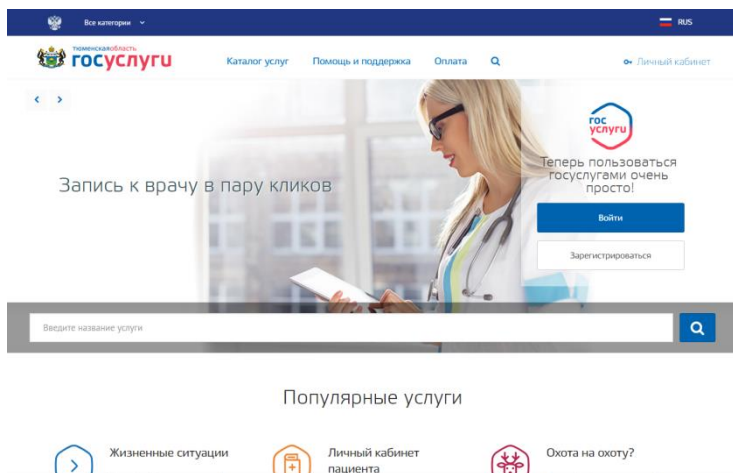 Все категории
RUS
тюменскаяобласть
госуслуги
Каталог услуг
Помощь и поддержка
Оплата
Личный кабинет
Запись к врачу в пару кликов
гос
услуги
Теперь пользоваться
госуслугами очень
просто!
Войти
Зарегистрироваться
Введите название услуги
Популярные услуги
Жизненные ситуации
Личный кабинет
пациента
Охота на охоту?